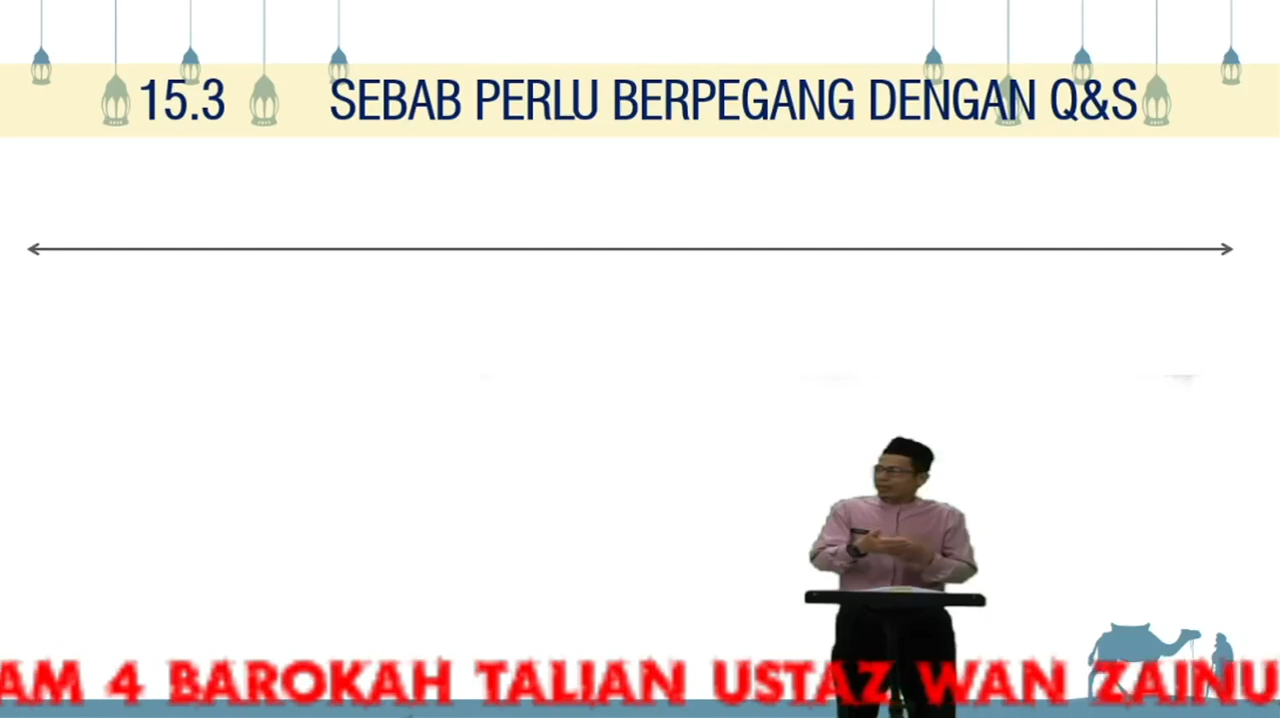 15.3 SEBAB PERLU BERPEGANG DENGAN Q&S
AM 4 BAROKAH TALIAN USTAZ WAN ZAINU